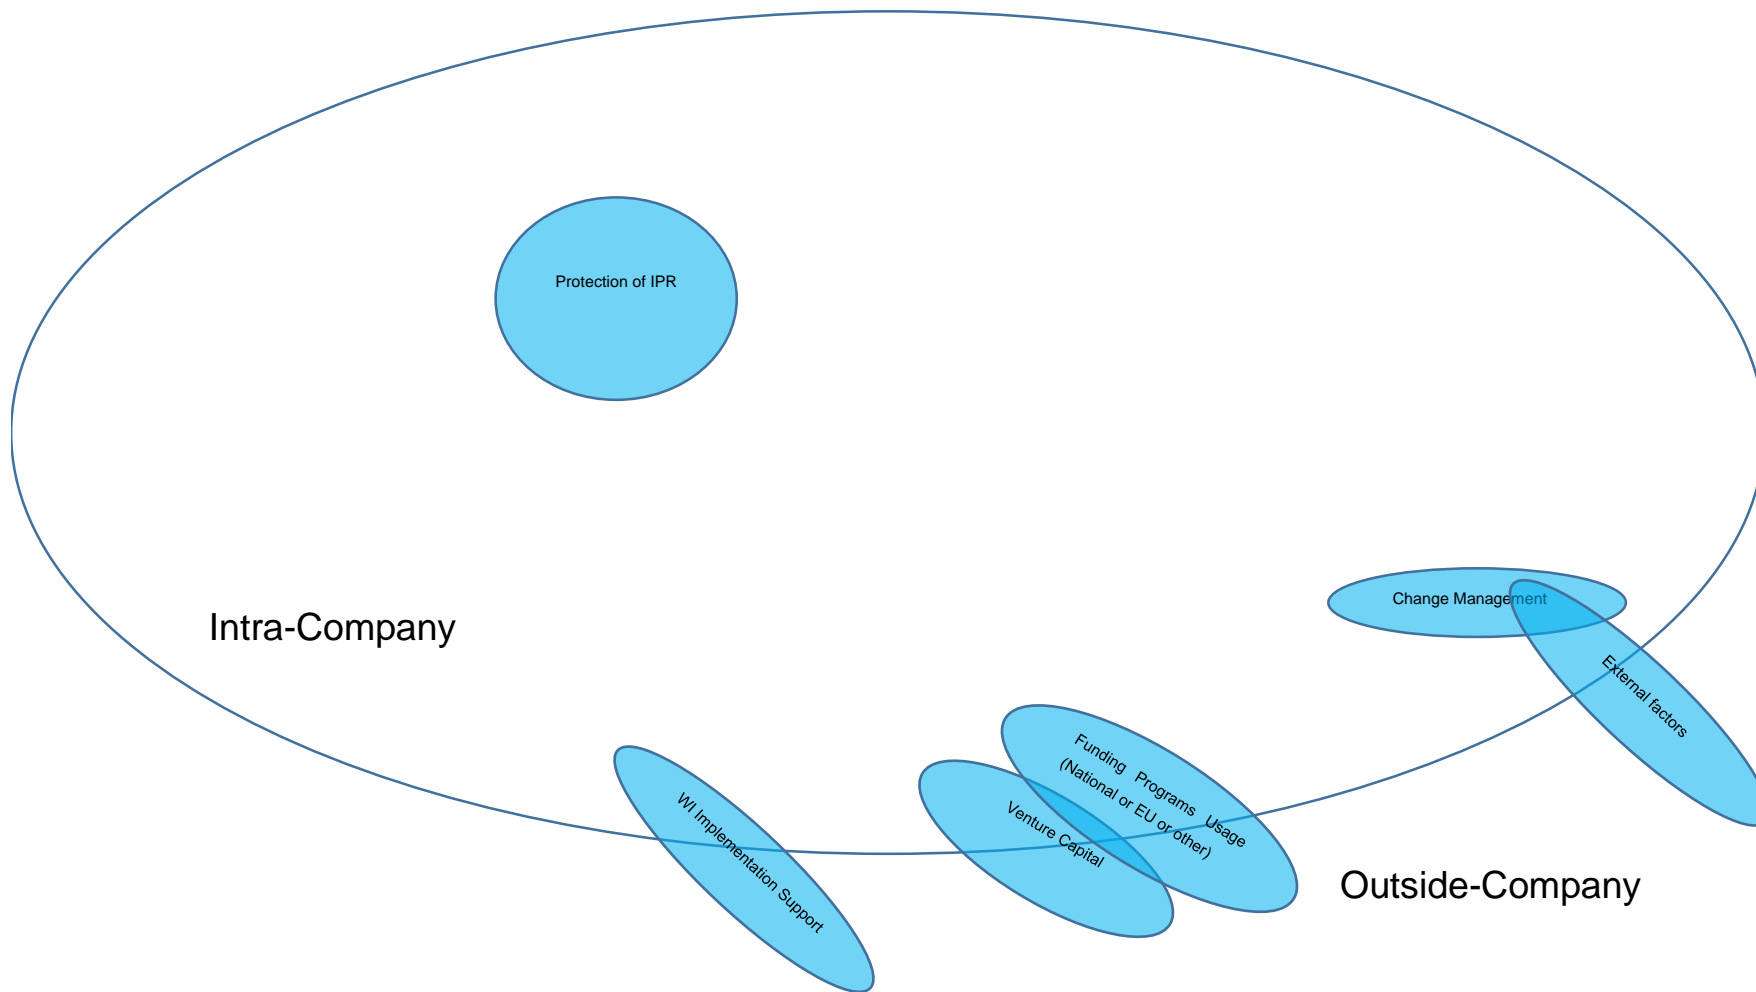 Protection of IPR
Change Management
Intra-Company
External factors
Funding Programs Usage
(National or EU or other)
Venture Capital
WI Implementation Support
Outside-Company